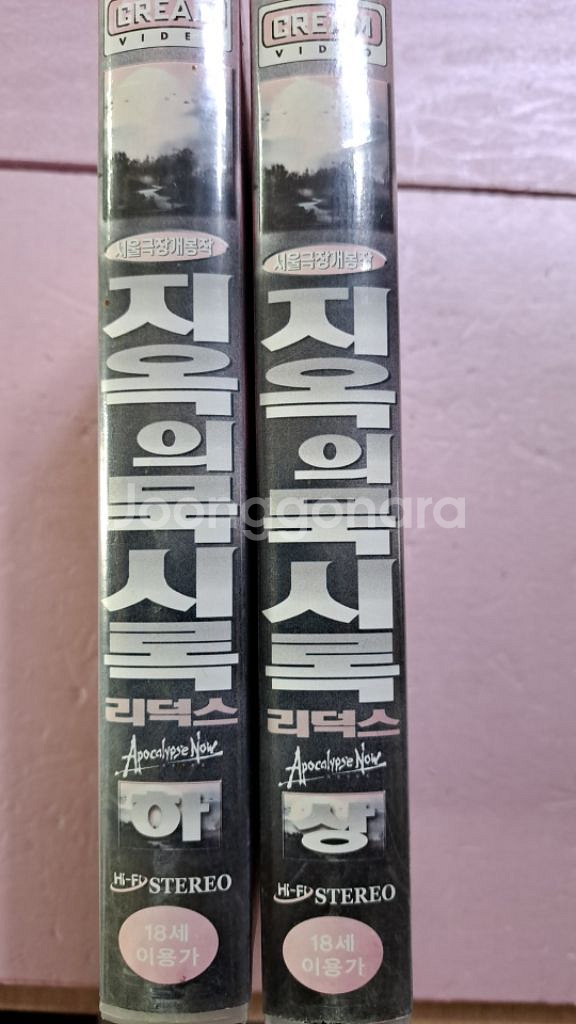 CREAM
VIDEO
서울극장개봉작
지옥의묵시록
리덕스
Apocalypse Now
하
Hi-Fi STEREO
18세
이용가
CREAM
VIDEO
서울극장개봉작
지옥의묵시록
리덕스
Apocalypse Now
상
Hi-Fi STEREO
18세
이용가
Joonggonara